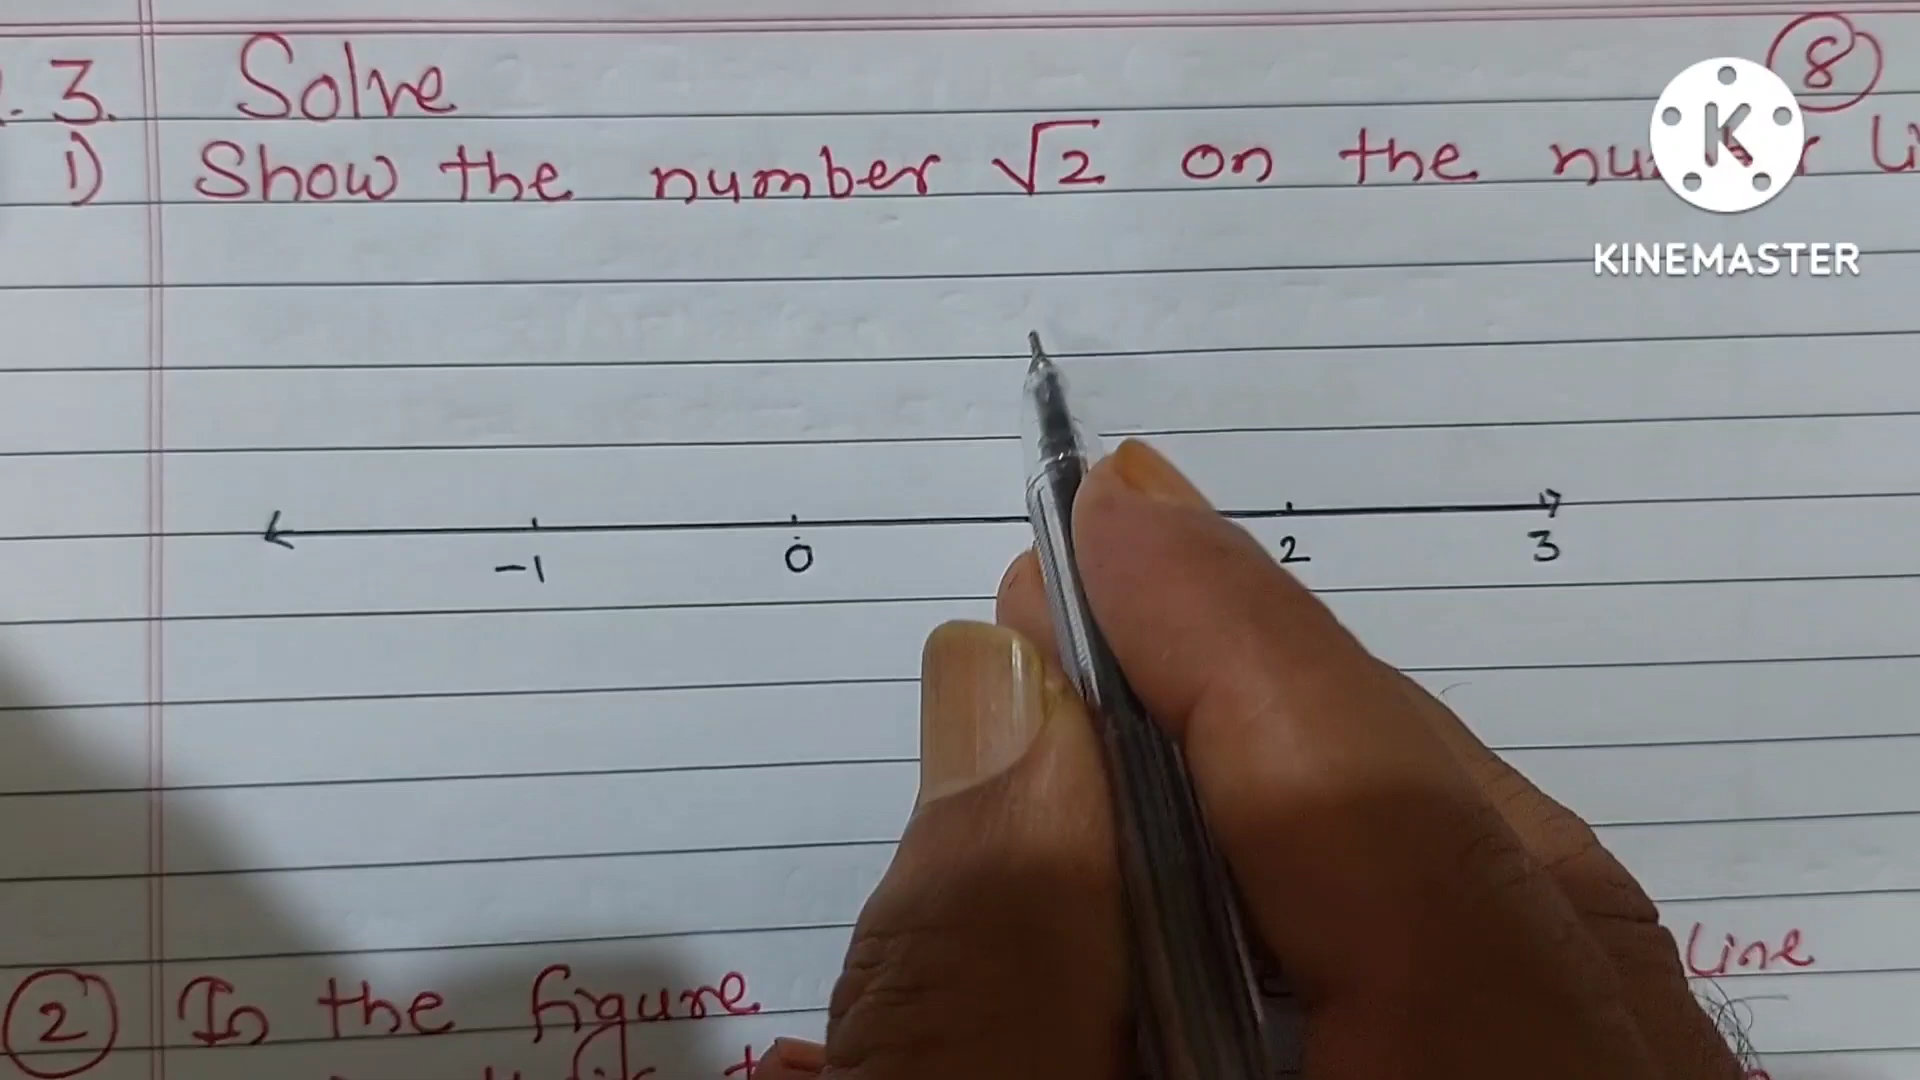 3. Solve
8
1) Show the number √2 on the
K
KINEMASTER
-1 0 2 3
line
2 In the figure